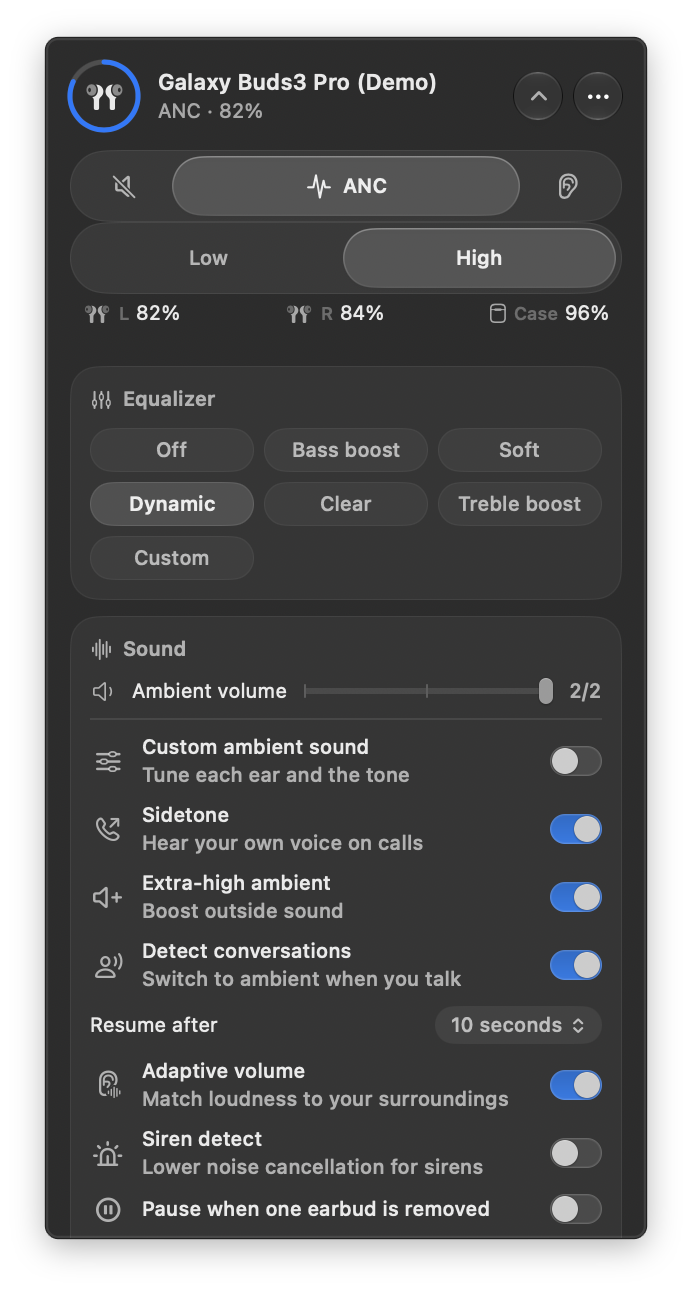 Galaxy Buds3 Pro (Demo)
ANC · 82%
ANC
Low High
L 82% R 84% Case 96%
Equalizer
Off Bass boost Soft
Dynamic Clear Treble boost
Custom
Sound
Ambient volume 2/2
Custom ambient sound
Tune each ear and the tone
Sidetone
Hear your own voice on calls
Extra-high ambient
Boost outside sound
Detect conversations
Switch to ambient when you talk
Resume after 10 seconds
Adaptive volume
Match loudness to your surroundings
Siren detect
Lower noise cancellation for sirens
Pause when one earbud is removed